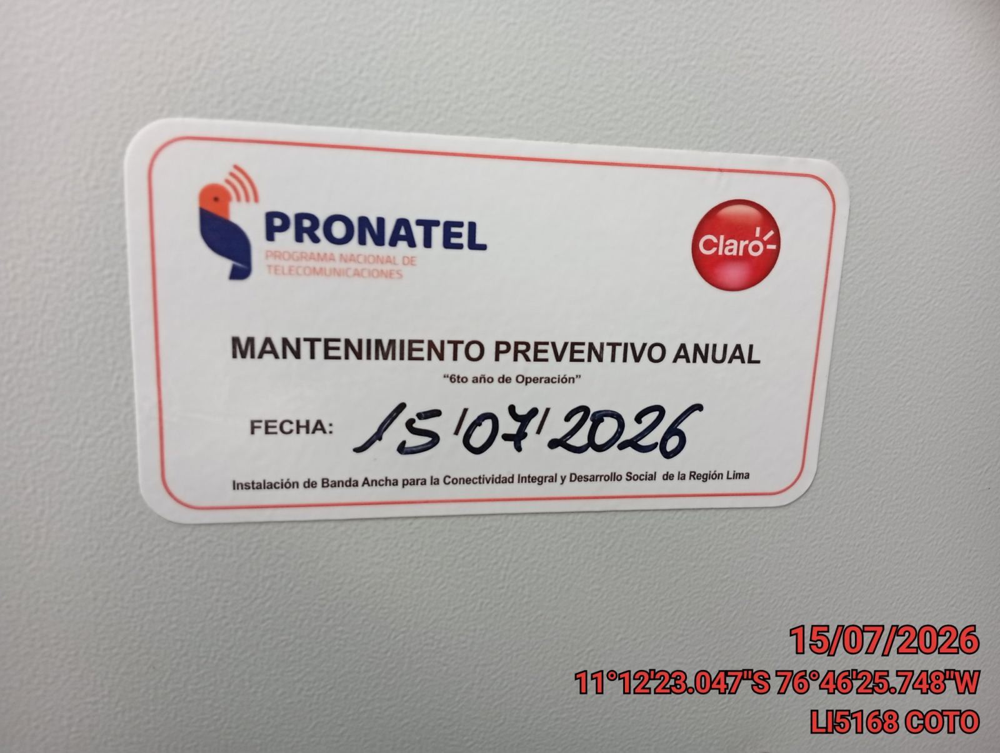 PRONATEL
PROGRAMA NACIONAL DE
TELECOMUNICACIONES
Claro
MANTENIMIENTO PREVENTIVO ANUAL
“6to año de Operación”
FECHA: 15/07/2026
Instalación de Banda Ancha para la Conectividad Integral y Desarrollo Social de la Región Lima
15/07/2026
11°12'23.047"S 76°46'25.748"W
LI5168 COTO